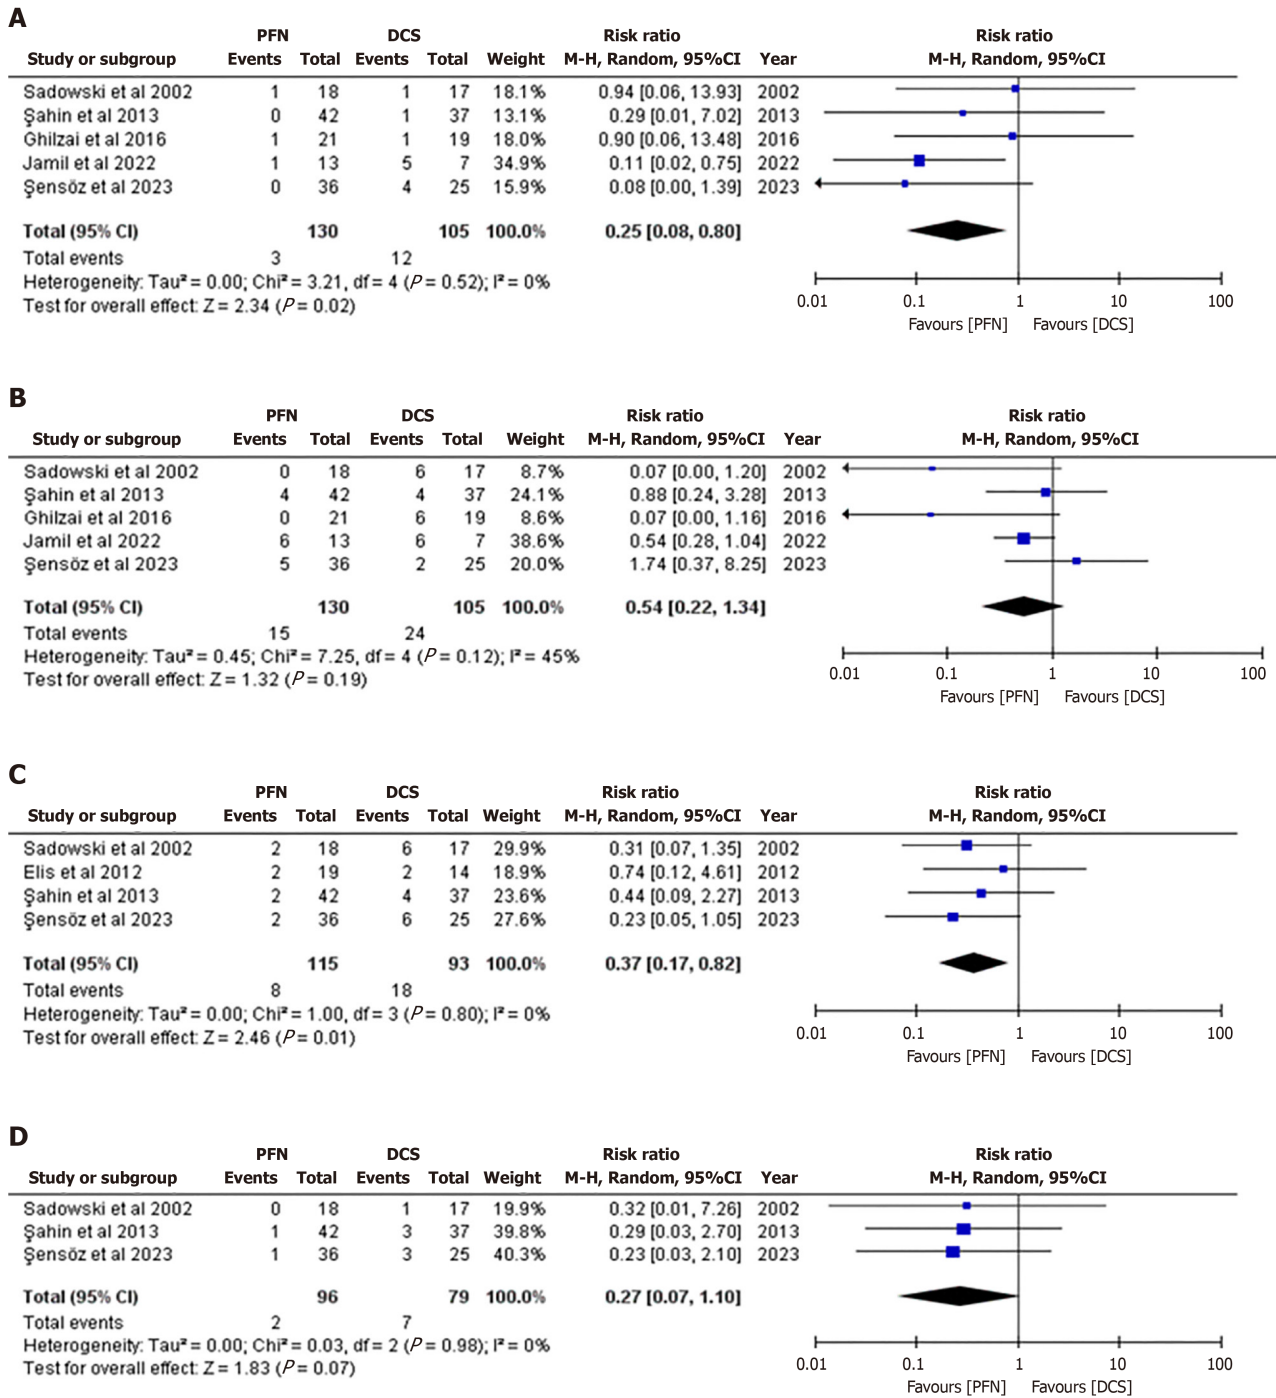 A
PFN DCS Risk ratio Risk ratio
Study or subgroup Events Total Events Total Weight M-H, Random, 95%CI Year M-H, Random, 95%CI
Sadowski et al 2002 1 18 1 17 18.1% 0.94 [0.06, 13.93] 2002
Şahin et al 2013 0 42 1 37 13.1% 0.29 [0.01, 7.02] 2013
Ghilzai et al 2016 1 21 1 19 18.0% 0.90 [0.06, 13.48] 2016
Jamil et al 2022 1 13 5 7 34.9% 0.11 [0.02, 0.75] 2022
Şensöz et al 2023 0 36 4 25 15.9% 0.08 [0.00, 1.39] 2023
Total (95% CI) 130 105 100.0% 0.25 [0.08, 0.80]
Total events 3 12
Heterogeneity: Tau² = 0.00; Chi² = 3.21, df = 4 (P = 0.52); I² = 0%
Test for overall effect: Z = 2.34 (P = 0.02)
0.01 0.1 1 10 100
Favours [PFN] Favours [DCS]
B
PFN DCS Risk ratio Risk ratio
Study or subgroup Events Total Events Total Weight M-H, Random, 95%CI Year M-H, Random, 95%CI
Sadowski et al 2002 0 18 6 17 8.7% 0.07 [0.00, 1.20] 2002
Şahin et al 2013 4 42 4 37 24.1% 0.88 [0.24, 3.28] 2013
Ghilzai et al 2016 0 21 6 19 8.6% 0.07 [0.00, 1.16] 2016
Jamil et al 2022 6 13 6 7 38.6% 0.54 [0.28, 1.04] 2022
Şensöz et al 2023 5 36 2 25 20.0% 1.74 [0.37, 8.25] 2023
Total (95% CI) 130 105 100.0% 0.54 [0.22, 1.34]
Total events 15 24
Heterogeneity: Tau² = 0.45; Chi² = 7.25, df = 4 (P = 0.12); I² = 45%
Test for overall effect: Z = 1.32 (P = 0.19)
0.01 0.1 1 10 100
Favours [PFN] Favours [DCS]
C
PFN DCS Risk ratio Risk ratio
Study or subgroup Events Total Events Total Weight M-H, Random, 95%CI Year M-H, Random, 95%CI
Sadowski et al 2002 2 18 6 17 29.9% 0.31 [0.07, 1.35] 2002
Elis et al 2012 2 19 2 14 18.9% 0.74 [0.12, 4.61] 2012
Şahin et al 2013 2 42 4 37 23.6% 0.44 [0.09, 2.27] 2013
Şensöz et al 2023 2 36 6 25 27.6% 0.23 [0.05, 1.05] 2023
Total (95% CI) 115 93 100.0% 0.37 [0.17, 0.82]
Total events 8 18
Heterogeneity: Tau² = 0.00; Chi² = 1.00, df = 3 (P = 0.80); I² = 0%
Test for overall effect: Z = 2.46 (P = 0.01)
0.01 0.1 1 10 100
Favours [PFN] Favours [DCS]
D
PFN DCS Risk ratio Risk ratio
Study or subgroup Events Total Events Total Weight M-H, Random, 95%CI Year M-H, Random, 95%CI
Sadowski et al 2002 0 18 1 17 19.9% 0.32 [0.01, 7.26] 2002
Şahin et al 2013 1 42 3 37 39.8% 0.29 [0.03, 2.70] 2013
Şensöz et al 2023 1 36 3 25 40.3% 0.23 [0.03, 2.10] 2023
Total (95% CI) 96 79 100.0% 0.27 [0.07, 1.10]
Total events 2 7
Heterogeneity: Tau² = 0.00; Chi² = 0.03, df = 2 (P = 0.98); I² = 0%
Test for overall effect: Z = 1.83 (P = 0.07)
0.01 0.1 1 10 100
Favours [PFN] Favours [DCS]